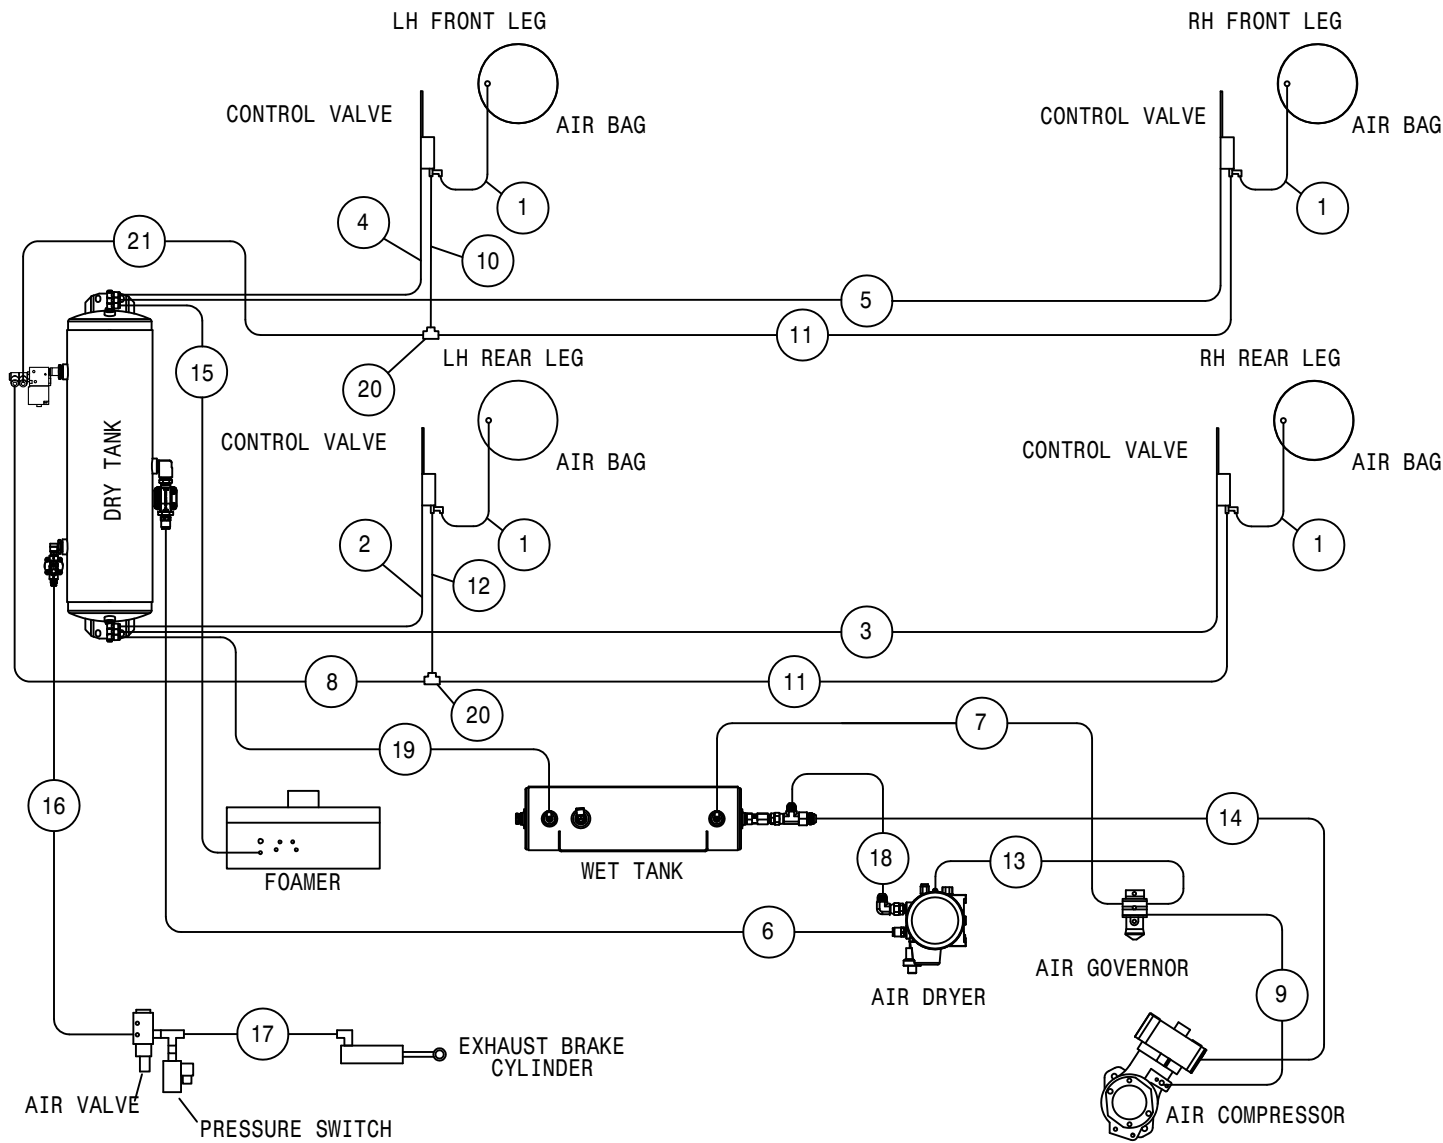 LH FRONT LEG
RH FRONT LEG
CONTROL VALVE
AIR BAG
CONTROL VALVE
AIR BAG
1
1
4
21
10
5
11
15
20
LH REAR LEG
RH REAR LEG
CONTROL VALVE
AIR BAG
CONTROL VALVE
AIR BAG
DRY TANK
2
1
1
12
3
8
11
20
7
19
16
14
18
13
WET TANK
FOAMER
6
AIR GOVERNOR
AIR DRYER
9
17
EXHAUST BRAKE
CYLINDER
AIR VALVE
PRESSURE SWITCH
AIR COMPRESSOR